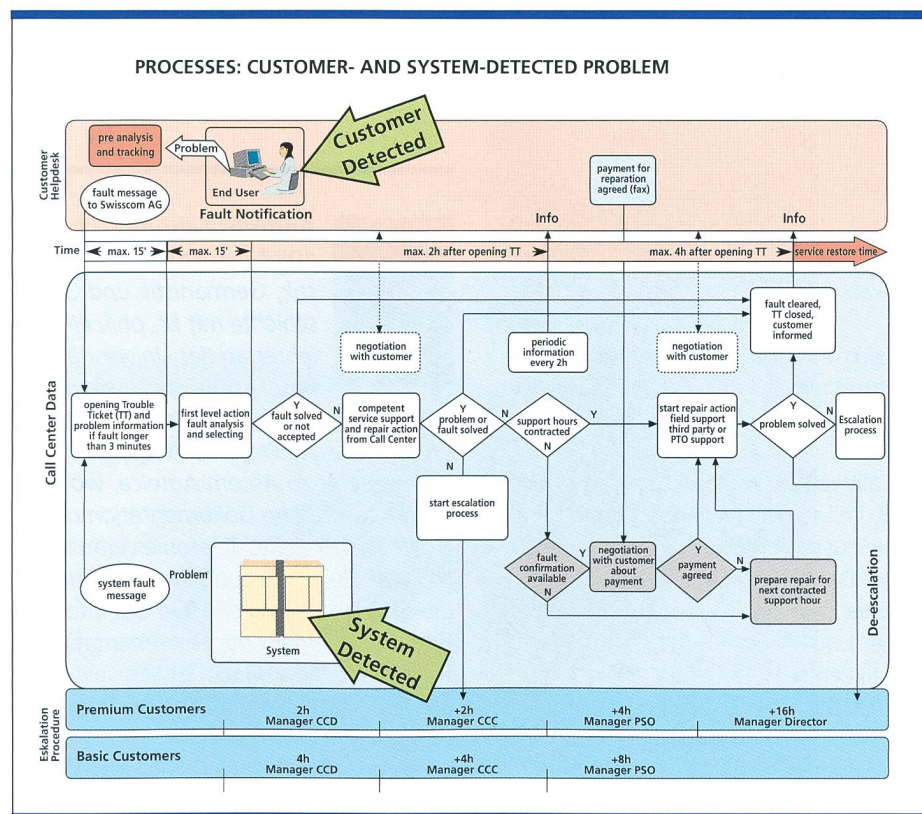 PROCESSES: CUSTOMER- AND SYSTEM-DETECTED PROBLEM
Customer
Helpdesk
pre analysis
and tracking
Problem
End User
Fault Notification
Customer
Detected
fault message
to Swisscom AG
payment for
reparation
agreed (fax)
Info
Info
Time
max. 15'
max. 15'
max. 2h after opening TT
max. 4h after opening TT
service restore time
Call Center Data
negotiation
with customer
periodic
information
every 2h
negotiation
with customer
fault cleared,
TT closed,
customer
informed
opening Trouble
Ticket (TT) and
problem information
if fault longer
than 3 minutes
first level action
fault analysis
and selecting
Y
fault solved
or not
accepted
N
competent
service support
and repair action
from Call Center
Y
problem or
fault solved
N
N
support hours
contracted
Y
N
start repair action
field support
third party or
PTO support
Y
problem solved
N
Escalation
process
start escalation
process
fault
confirmation
available
Y
N
negotiation
with customer
about
payment
Y
payment
agreed
N
prepare repair for
next contracted
support hour
De-escalation
system fault
message
Problem
System
System
Detected
Eskalation
Procedure
Premium Customers
2h
Manager CCD
+2h
Manager CCC
+4h
Manager PSO
+16h
Manager Director
Basic Customers
4h
Manager CCD
+4h
Manager CCC
+8h
Manager PSO